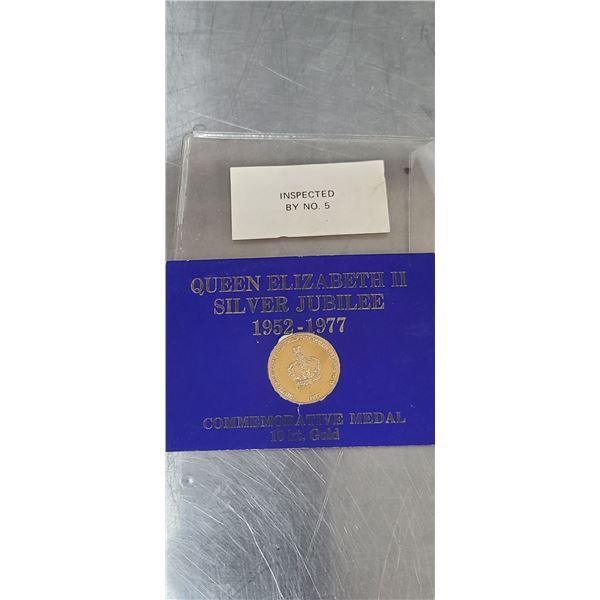 INSPECTED
BY NO. 5
QUEEN ELIZABETH II
SILVER JUBILEE
1952-1977
COMMEMORATIVE MEDAL
10 kt. Gold